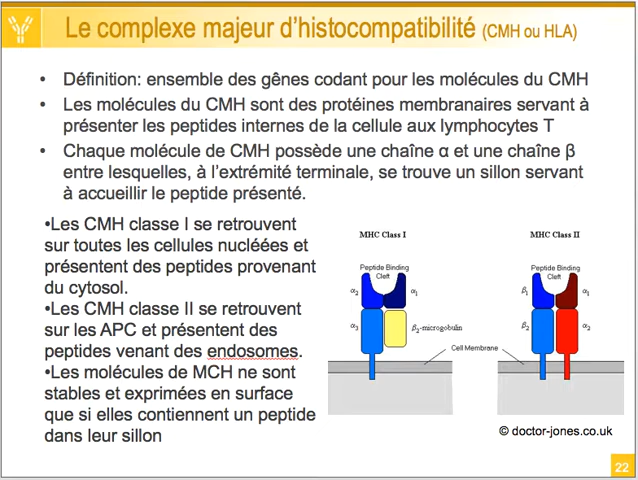 Le complexe majeur d'histocompatibilité (CMH ou HLA)
• Définition: ensemble des gênes codant pour les molécules du CMH
• Les molécules du CMH sont des protéines membranaires servant à
présenter les peptides internes de la cellule aux lymphocytes T
• Chaque molécule de CMH possède une chaîne α et une chaîne β
entre lesquelles, à l'extrémité terminale, se trouve un sillon servant
à accueillir le peptide présenté.
•Les CMH classe I se retrouvent
sur toutes les cellules nucléées et
présentent des peptides provenant
du cytosol.
•Les CMH classe II se retrouvent
sur les APC et présentent des
peptides venant des endosomes.
•Les molécules de MCH ne sont
stables et exprimées en surface
que si elles contiennent un peptide
dans leur sillon
MHC Class I
Peptide Binding
Cleft
α2
α1
α3
β2-microgobulin
Cell Membrane
MHC Class II
Peptide Binding
Cleft
β1
α1
β2
α2
© doctor-jones.co.uk
22